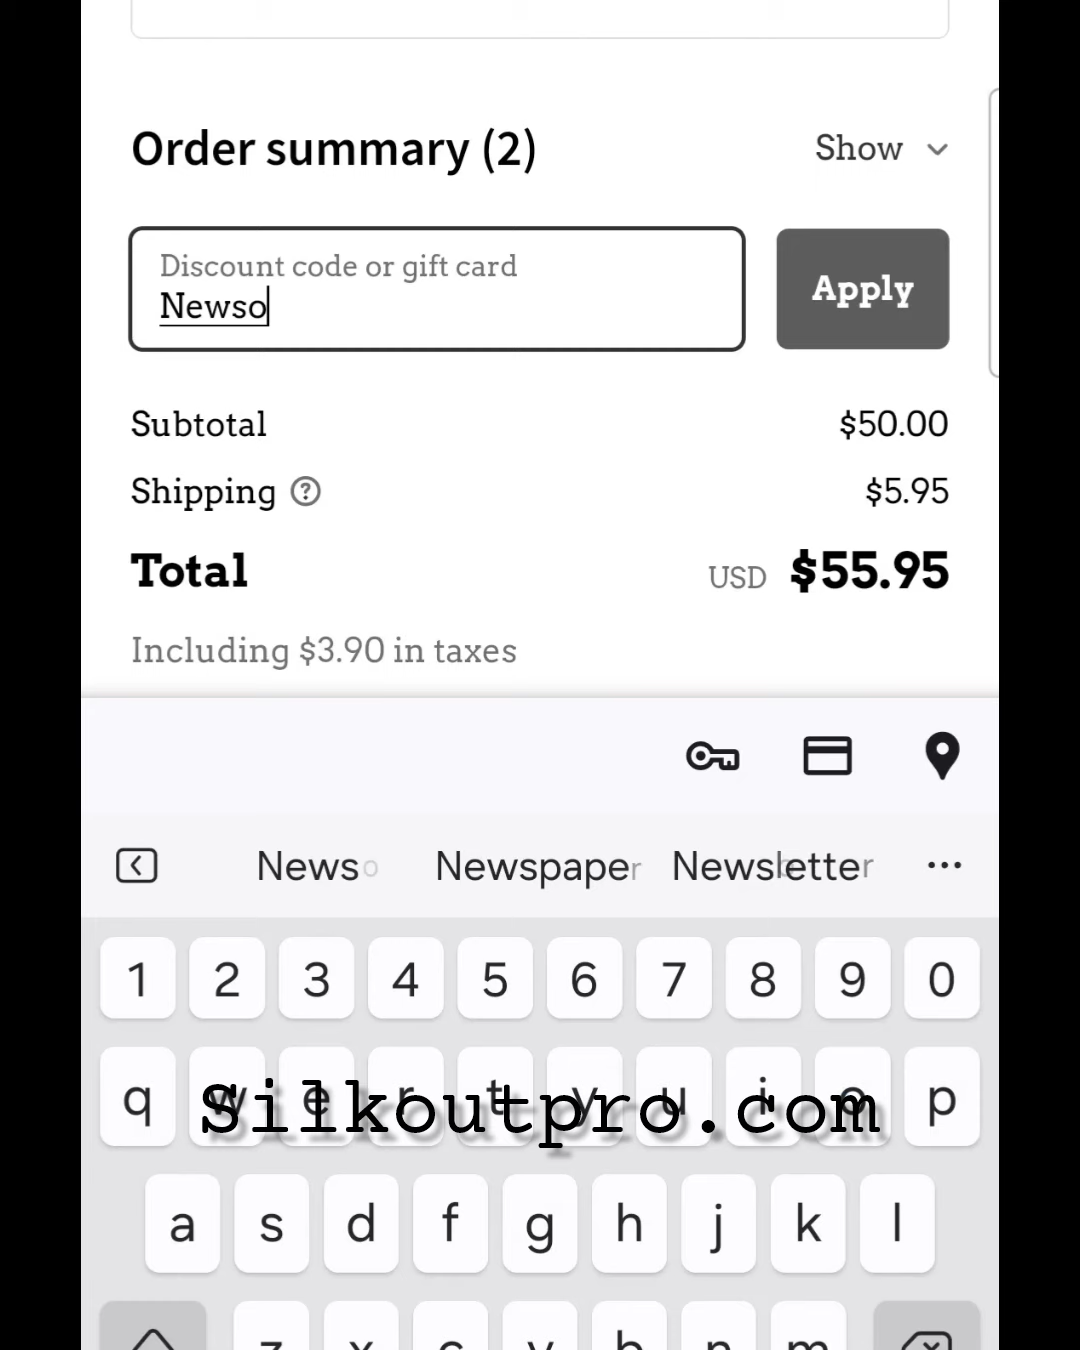 Order summary (2)
Show
Discount code or gift card
Newso
Apply
Subtotal
$50.00
Shipping ?
$5.95
Total
USD $55.95
Including $3.90 in taxes
Newso Newspaper Newsletter ...
1 2 3 4 5 6 7 8 9 0
q w e r t y u i o p
Silkoutpro.com
a s d f g h j k l
z x c v b n m